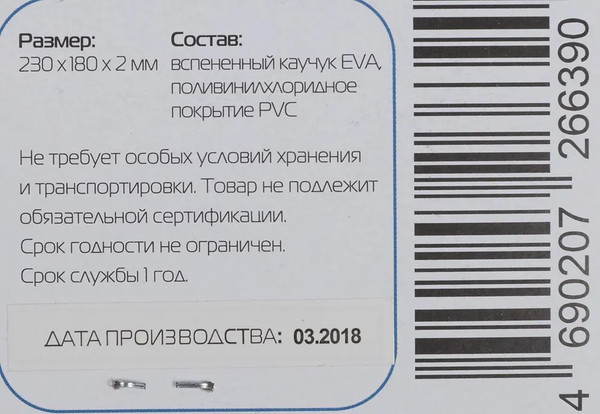 Размер:
230 x 180 x 2 мм
Состав:
вспененный каучук EVA,
поливинилхлоридное
покрытие PVC
Не требует особых условий хранения
и транспортировки. Товар не подлежит
обязательной сертификации.
Срок годности не ограничен.
Срок службы 1 год.
ДАТА ПРОИЗВОДСТВА: 03.2018
4 690207 266390